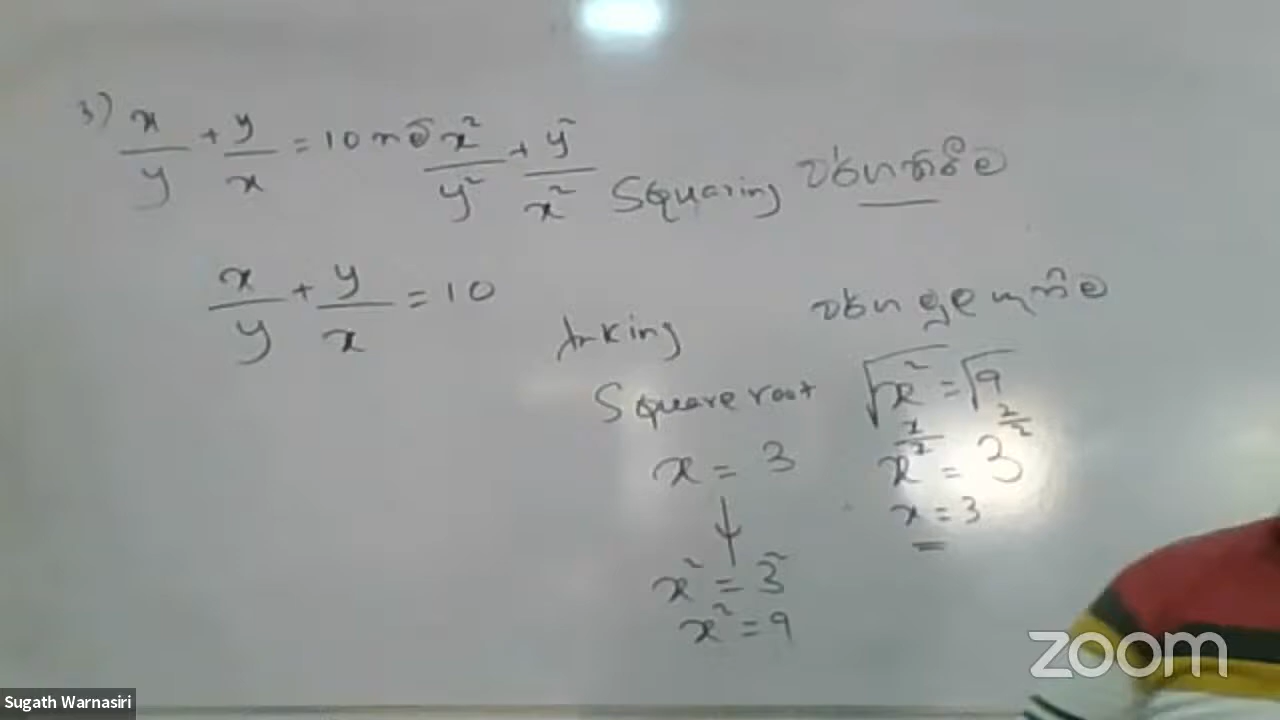 3) x/y + y/x = 10 නම් x²/y² + y²/x²
Squaring වර්ගකිරීම
x/y + y/x = 10
taking
Square root
x = 3
↓
x² = 3²
x² = 9
වර්ග මූල
√x² = √9
x^(2/2) = 3^(2/2)
x = 3
zoom
Sugath Warnasiri